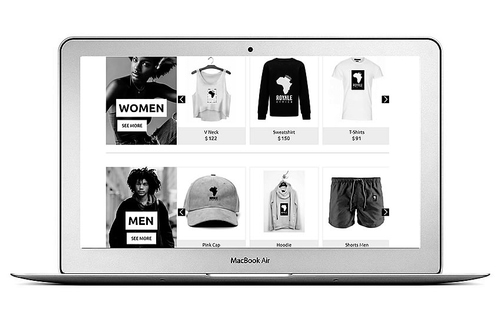 WOMEN
SEE MORE
ROYALE
V Neck
$ 122
Sweatshirt
$ 150
T-Shirts
$ 91
MEN
SEE MORE
Pink Cap
Hoodie
Shorts Men
MacBook Air